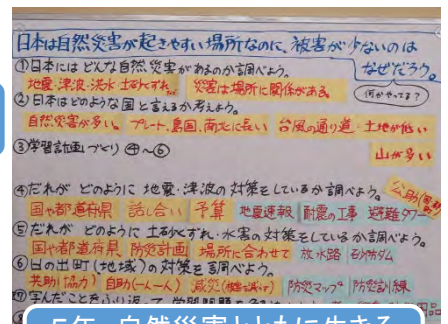 日本は自然災害が起きやすい場所なのに、被害が少ないのは
なぜだろう。
①日本にはどんな自然災害があるのか調べよう。
何かやってる?
地震・津波・洪水・土砂くずれ 災害は場所に関係がある
②日本はどのような国と言えるか考えよう。
自然災害が多い。 プレート、島国、南北に長い 台風の通り道・土地が低い
山が多い
③学習計画づくり ④〜⑥
④だれが どのように 地震・津波の 対策をしているか調べよう。
公助
国や都道府県 話し合い 予算 地震速報 耐震の工事 避難タワー
⑤だれが どのように 土砂くずれ・水害の対策をしているか調べよう。
国や都道府県、防災計画 場所に合わせて 放水路 砂防ダム
⑥日の出町(地域)の対策を調べよう。
共助(協力) 自助(一人一人) 減災 防災マップ 防災訓練
⑦学んだことをふり返って、学習問題
5年 自然災害とともに生きる